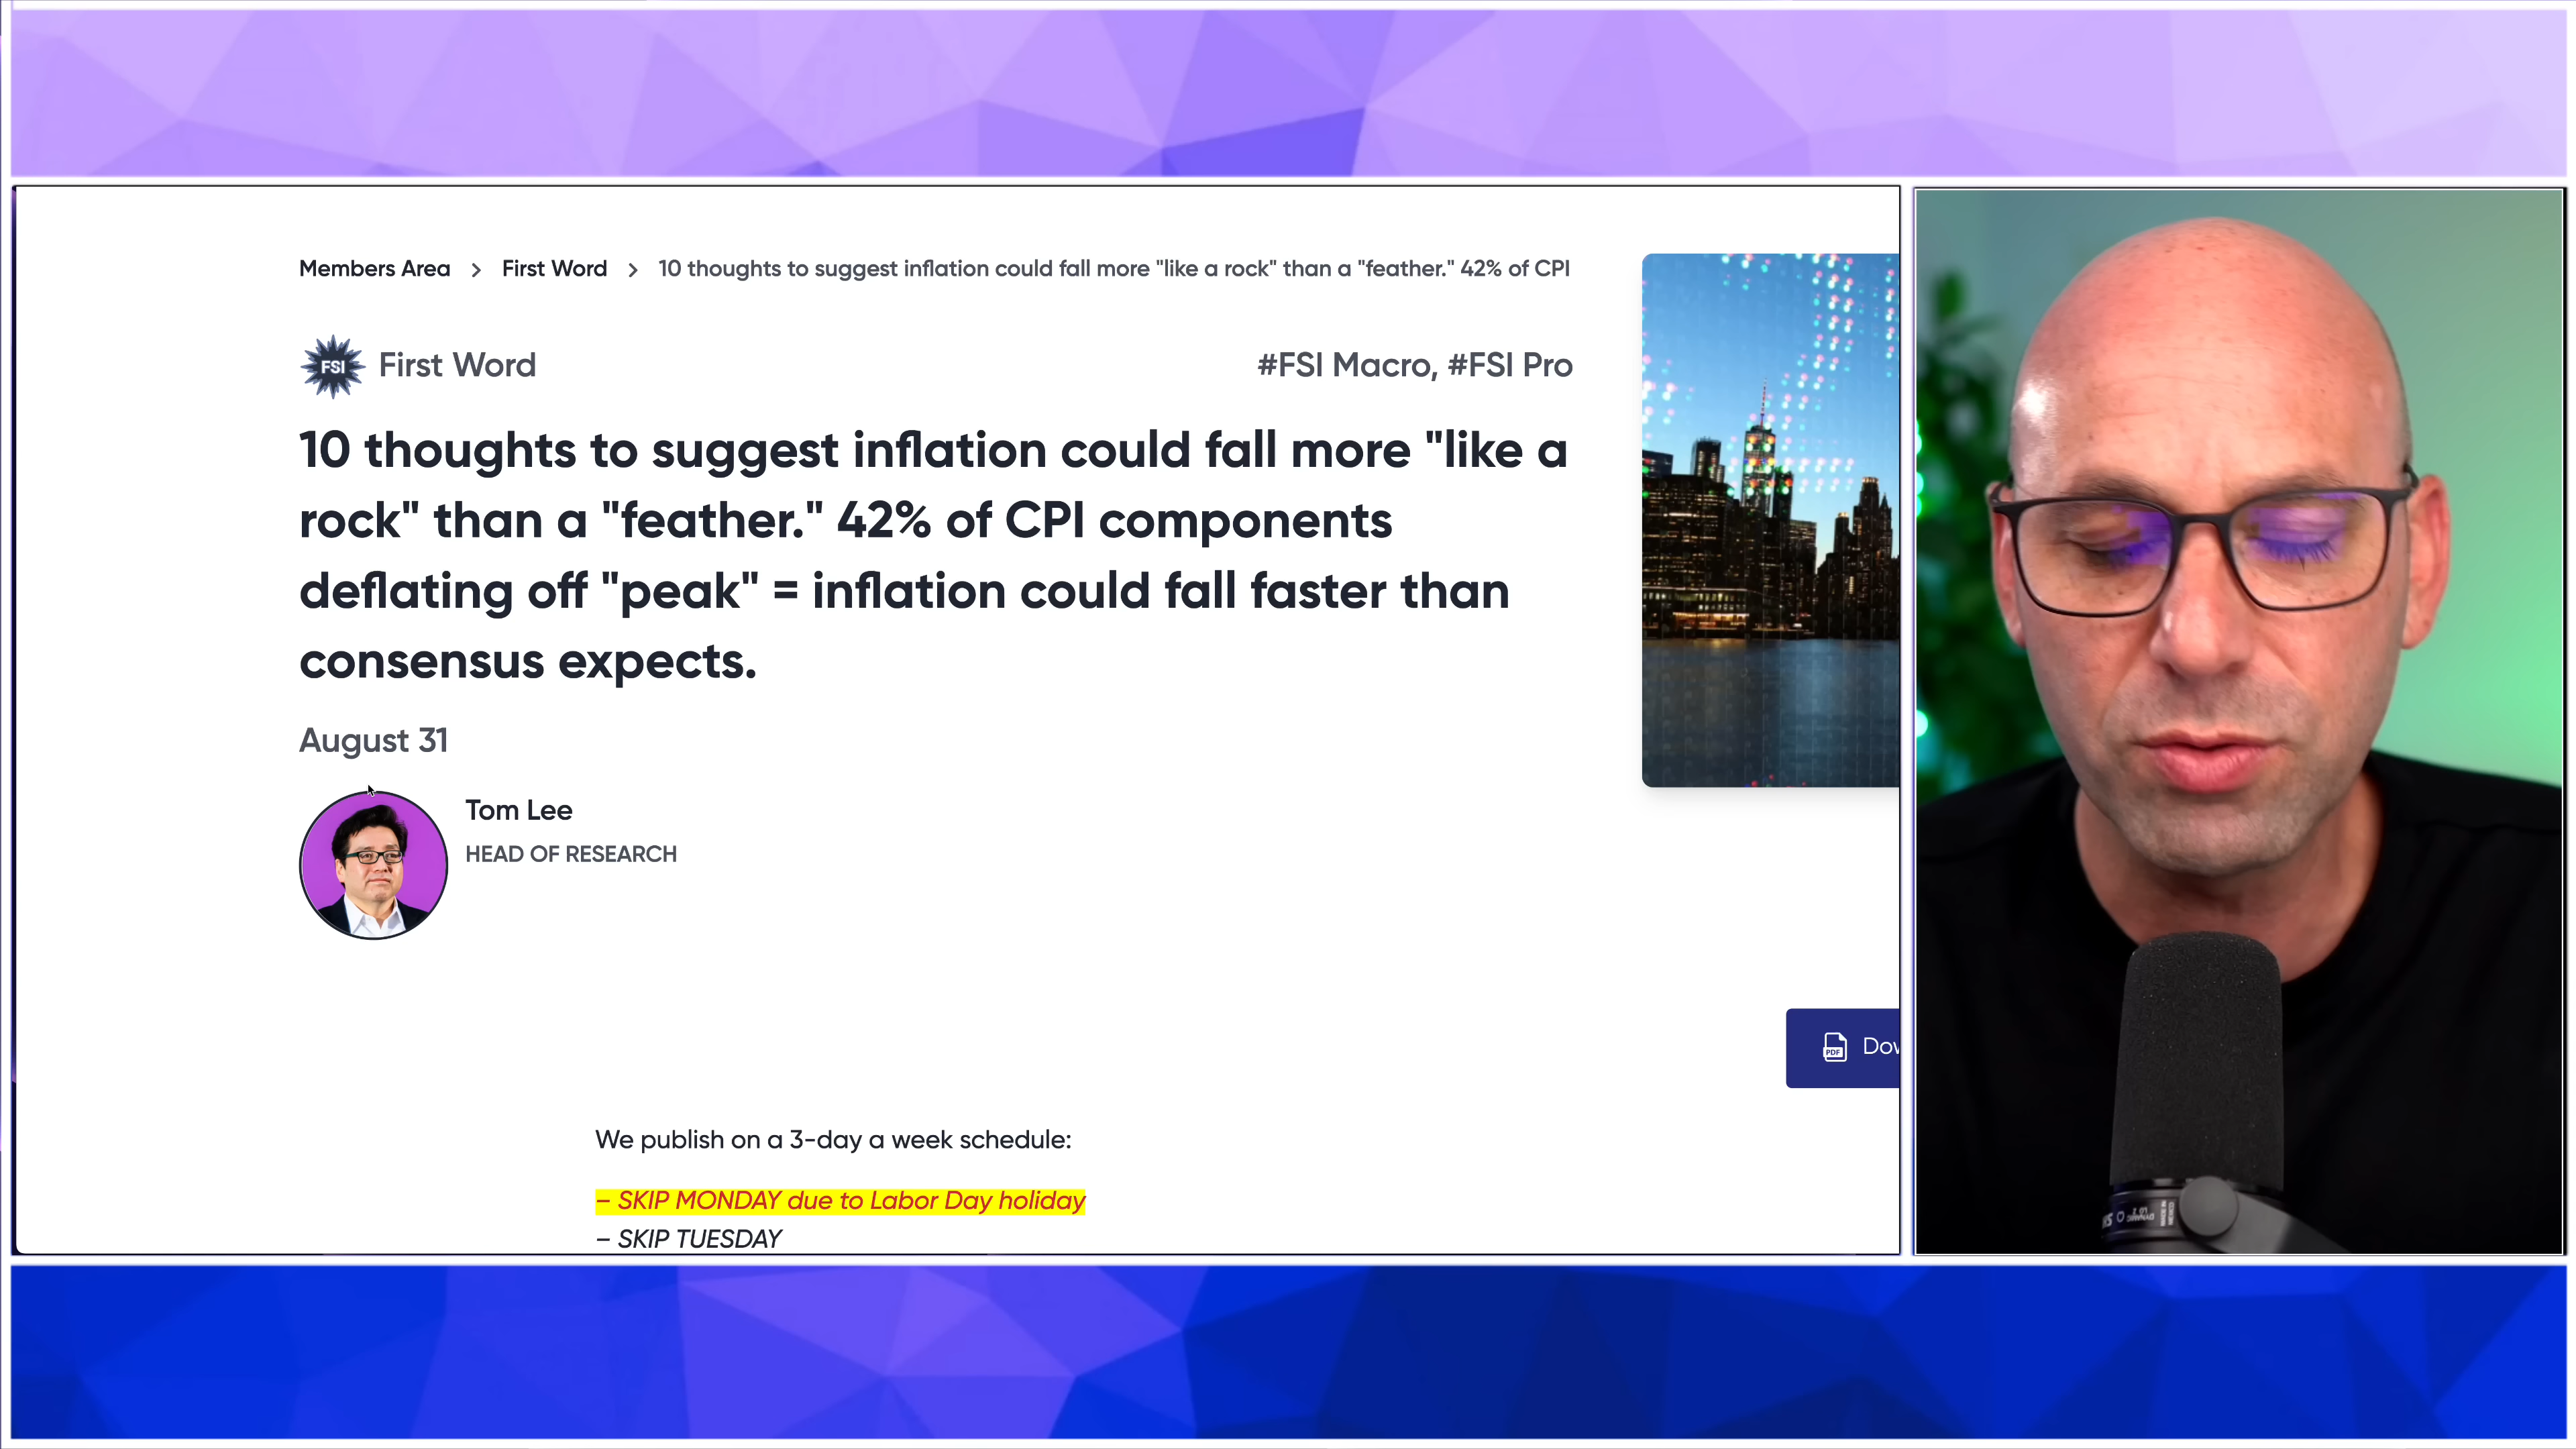 Members Area > First Word > 10 thoughts to suggest inflation could fall more "like a rock" than a "feather." 42% of CPI
FSI First Word #FSI Macro, #FSI Pro
10 thoughts to suggest inflation could fall more "like a
rock" than a "feather." 42% of CPI components
deflating off "peak" = inflation could fall faster than
consensus expects.
August 31
Tom Lee
HEAD OF RESEARCH
PDF
We publish on a 3-day a week schedule:
– SKIP MONDAY due to Labor Day holiday
– SKIP TUESDAY